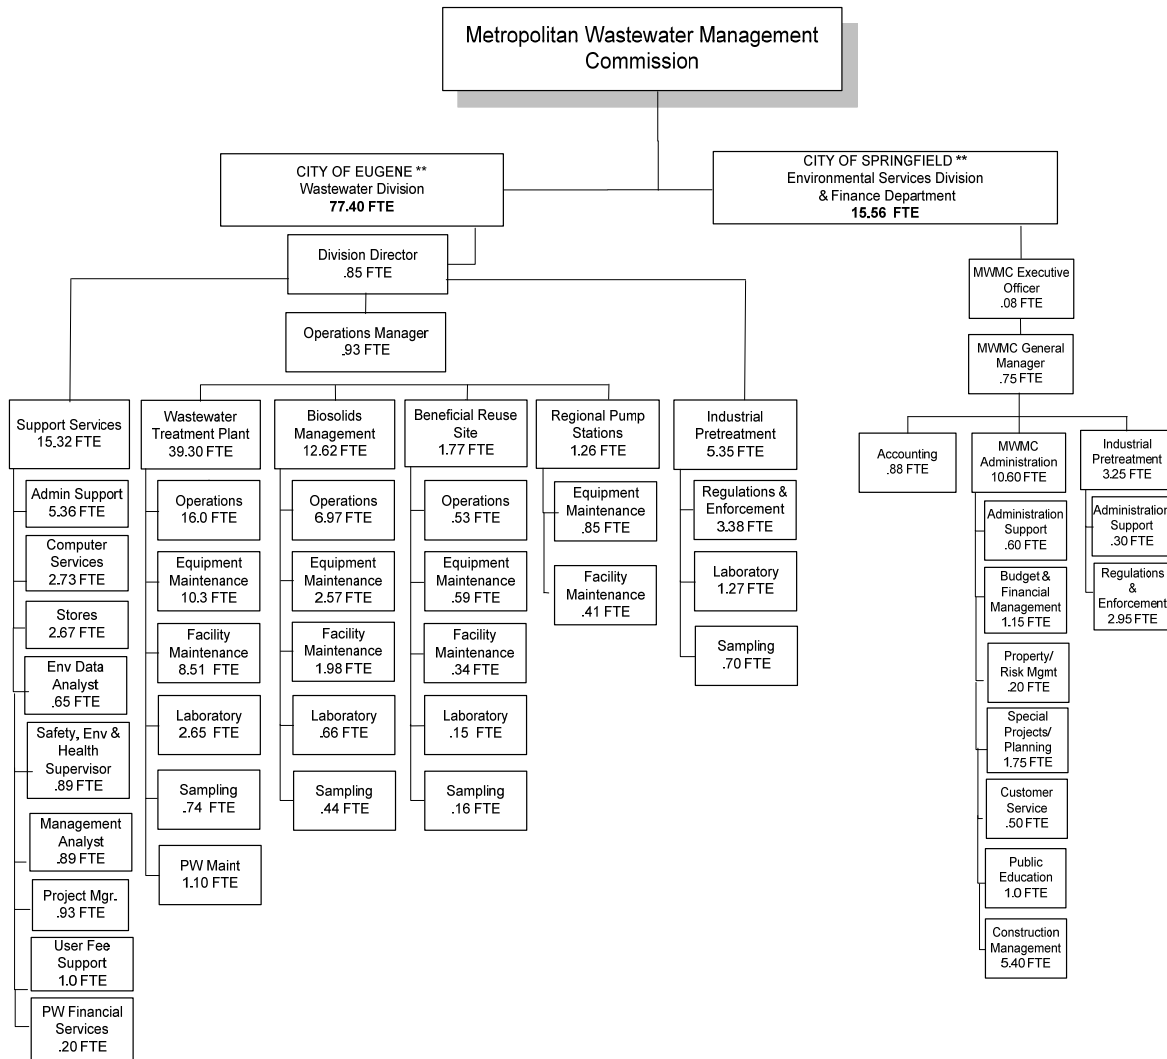 Metropolitan Wastewater Management
Commission
CITY OF EUGENE **
Wastewater Division
77.40 FTE
CITY OF SPRINGFIELD **
Environmental Services Division
& Finance Department
15.56 FTE
Division Director
.85 FTE
Operations Manager
.93 FTE
MWMC Executive
Officer
.08 FTE
MWMC General
Manager
.75 FTE
Support Services
15.32 FTE
Admin Support
5.36 FTE
Computer
Services
2.73 FTE
Stores
2.67 FTE
Env Data
Analyst
.65 FTE
Safety, Env &
Health
Supervisor
.89 FTE
Management
Analyst
.89 FTE
Project Mgr.
.93 FTE
User Fee
Support
1.0 FTE
PW Financial
Services
.20 FTE
Wastewater
Treatment Plant
39.30 FTE
Operations
16.0 FTE
Equipment
Maintenance
10.3 FTE
Facility
Maintenance
8.51 FTE
Laboratory
2.65 FTE
Sampling
.74 FTE
PW Maint
1.10 FTE
Biosolids
Management
12.62 FTE
Operations
6.97 FTE
Equipment
Maintenance
2.57 FTE
Facility
Maintenance
1.98 FTE
Laboratory
.66 FTE
Sampling
.44 FTE
Beneficial Reuse
Site
1.77 FTE
Operations
.53 FTE
Equipment
Maintenance
.59 FTE
Facility
Maintenance
.34 FTE
Laboratory
.15 FTE
Sampling
.16 FTE
Regional Pump
Stations
1.26 FTE
Equipment
Maintenance
.85 FTE
Facility
Maintenance
.41 FTE
Industrial
Pretreatment
5.35 FTE
Regulations &
Enforcement
3.38 FTE
Laboratory
1.27 FTE
Sampling
.70 FTE
Accounting
.88 FTE
MWMC
Administration
10.60 FTE
Administration
Support
.60 FTE
Budget &
Financial
Management
1.15 FTE
Property/
Risk Mgmt
.20 FTE
Special
Projects/
Planning
1.75 FTE
Customer
Service
.50 FTE
Public
Education
1.0 FTE
Construction
Management
5.40 FTE
Industrial
Pretreatment
3.25 FTE
Administration
Support
.30 FTE
Regulations
&
Enforcement
2.95 FTE